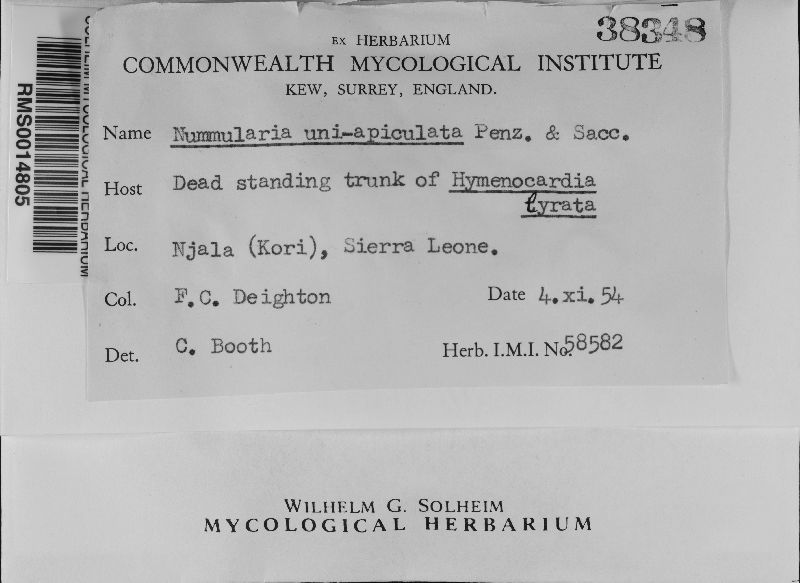 38348
EX HERBARIUM
COMMONWEALTH MYCOLOGICAL INSTITUTE
KEW, SURREY, ENGLAND.
Name Nummularia uni-apiculata Penz. & Sacc.
Host Dead standing trunk of Hymenocardia
lyrata
Loc. Njala (Kori), Sierra Leone.
Col. F.C. Deighton Date 4.xi.54
Det. C. Booth Herb. I.M.I. No. 58582
RMS0014805
WILHELM G. SOLHEIM
MYCOLOGICAL HERBARIUM